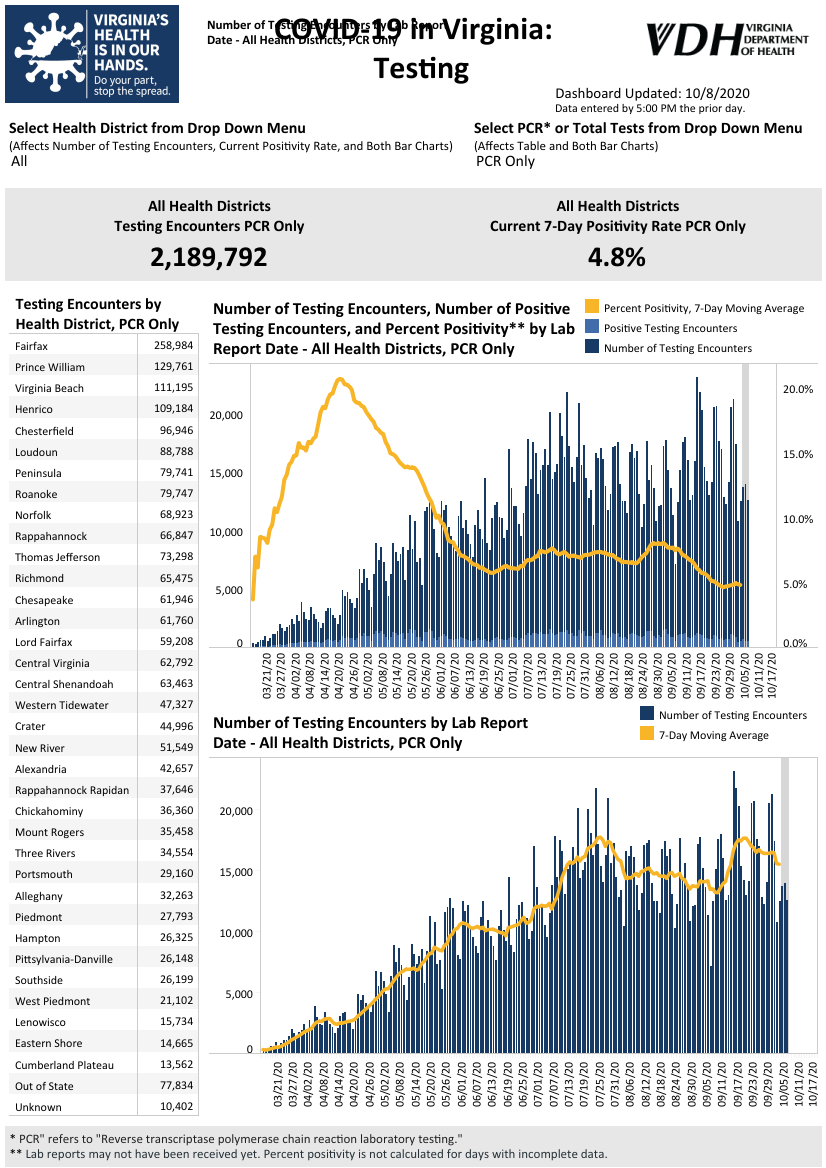 VIRGINIA'S
HEALTH
IS IN OUR
HANDS.
Do your part,
stop the spread.
Number of Testing Encounters by Lab Report
Date - All Health Districts, PCR Only
COVID-19 in Virginia:
Testing
VDH VIRGINIA
DEPARTMENT
OF HEALTH
Dashboard Updated: 10/8/2020
Data entered by 5:00 PM the prior day.
Select Health District from Drop Down Menu
(Affects Number of Testing Encounters, Current Positivity Rate, and Both Bar Charts)
All
Select PCR* or Total Tests from Drop Down Menu
(Affects Table and Both Bar Charts)
PCR Only
All Health Districts
Testing Encounters PCR Only
2,189,792
All Health Districts
Current 7-Day Positivity Rate PCR Only
4.8%
Testing Encounters by
Health District, PCR Only
Fairfax 258,984
Prince William 129,761
Virginia Beach 111,195
Henrico 109,184
Chesterfield 96,946
Loudoun 88,788
Peninsula 79,741
Roanoke 79,747
Norfolk 68,923
Rappahannock 66,847
Thomas Jefferson 73,298
Richmond 65,475
Chesapeake 61,946
Arlington 61,760
Lord Fairfax 59,208
Central Virginia 62,792
Central Shenandoah 63,463
Western Tidewater 47,327
Crater 44,996
New River 51,549
Alexandria 42,657
Rappahannock Rapidan 37,646
Chickahominy 36,360
Mount Rogers 35,458
Three Rivers 34,554
Portsmouth 29,160
Alleghany 32,263
Piedmont 27,793
Hampton 26,325
Pittsylvania-Danville 26,148
Southside 26,199
West Piedmont 21,102
Lenowisco 15,734
Eastern Shore 14,665
Cumberland Plateau 13,562
Out of State 77,834
Unknown 10,402
Number of Testing Encounters, Number of Positive
Testing Encounters, and Percent Positivity** by Lab
Report Date - All Health Districts, PCR Only
Percent Positivity, 7-Day Moving Average
Positive Testing Encounters
Number of Testing Encounters
20,000
15,000
10,000
5,000
0
20.0%
15.0%
10.0%
5.0%
0.0%
03/21/20
03/27/20
04/02/20
04/08/20
04/14/20
04/20/20
04/26/20
05/02/20
05/08/20
05/14/20
05/20/20
05/26/20
06/01/20
06/07/20
06/13/20
06/19/20
06/25/20
07/01/20
07/07/20
07/13/20
07/19/20
07/25/20
07/31/20
08/06/20
08/12/20
08/18/20
08/24/20
08/30/20
09/05/20
09/11/20
09/17/20
09/23/20
09/29/20
10/05/20
10/11/20
10/17/20
Number of Testing Encounters by Lab Report
Date - All Health Districts, PCR Only
Number of Testing Encounters
7-Day Moving Average
20,000
15,000
10,000
5,000
0
03/21/20
03/27/20
04/02/20
04/08/20
04/14/20
04/20/20
04/26/20
05/02/20
05/08/20
05/14/20
05/20/20
05/26/20
06/01/20
06/07/20
06/13/20
06/19/20
06/25/20
07/01/20
07/07/20
07/13/20
07/19/20
07/25/20
07/31/20
08/06/20
08/12/20
08/18/20
08/24/20
08/30/20
09/05/20
09/11/20
09/17/20
09/23/20
09/29/20
10/05/20
10/11/20
10/17/20
* PCR" refers to "Reverse transcriptase polymerase chain reaction laboratory testing."
** Lab reports may not have been received yet. Percent positivity is not calculated for days with incomplete data.